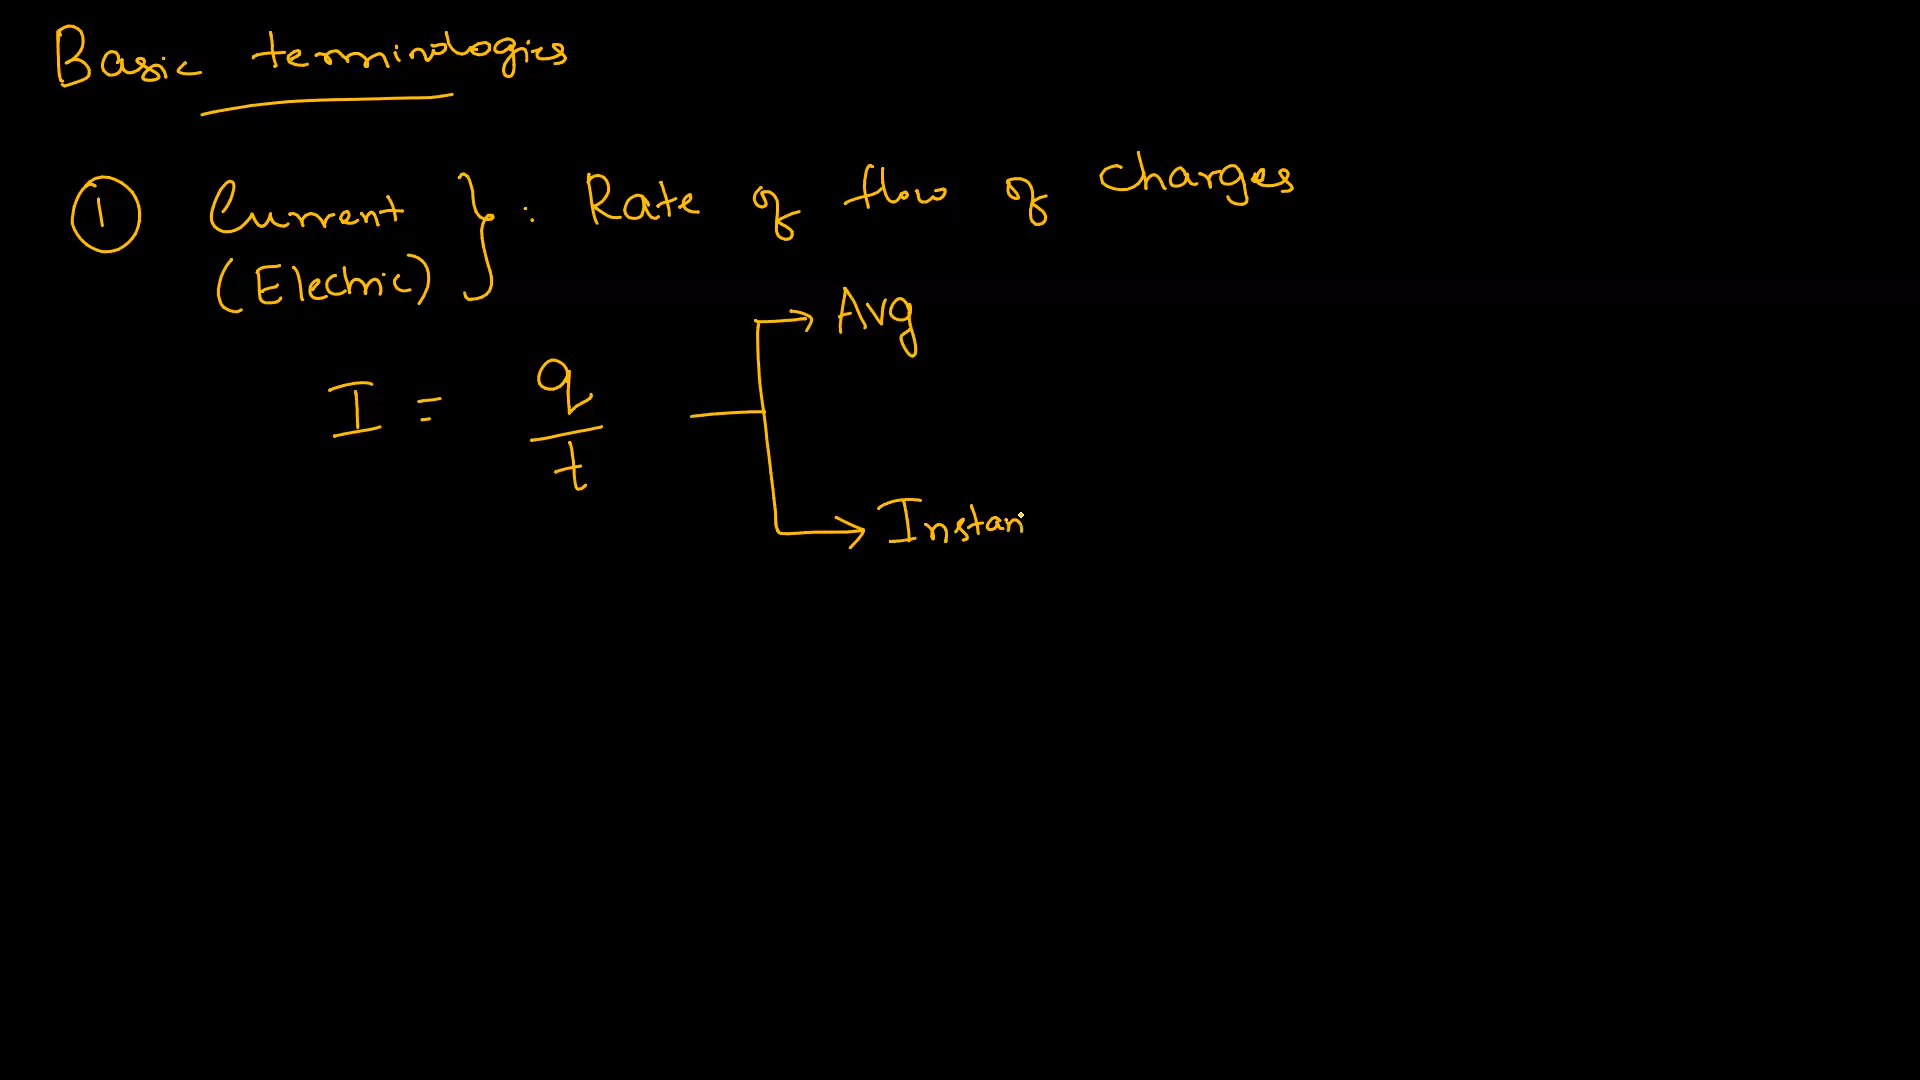 Basic terminologies
① Current } : Rate of flow of charges
(Electric)
Avg
I = q/t
Instan